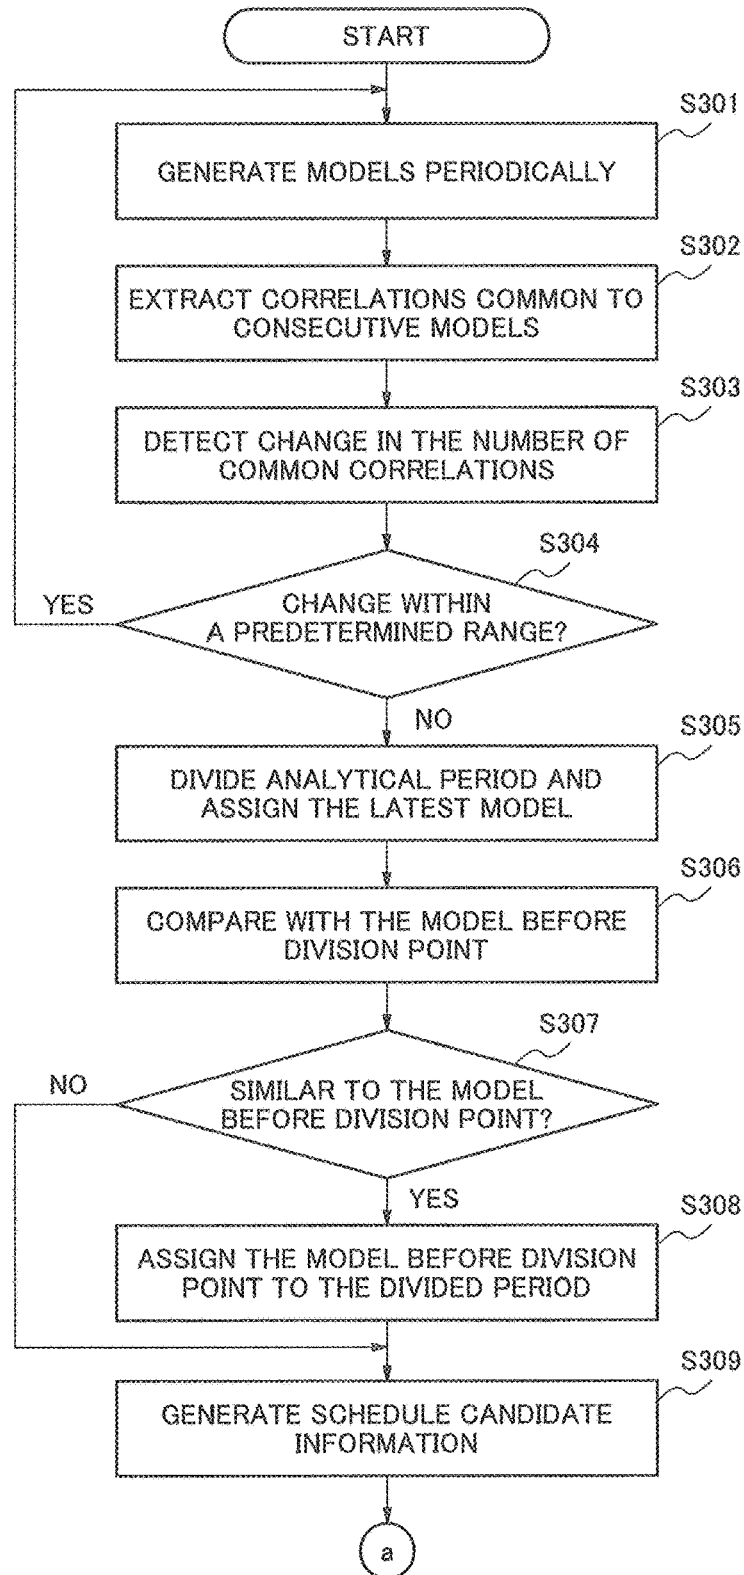 START
S301
GENERATE MODELS PERIODICALLY
S302
EXTRACT CORRELATIONS COMMON TO
CONSECUTIVE MODELS
S303
DETECT CHANGE IN THE NUMBER OF
COMMON CORRELATIONS
S304
YES
CHANGE WITHIN
A PREDETERMINED RANGE?
NO
S305
DIVIDE ANALYTICAL PERIOD AND
ASSIGN THE LATEST MODEL
S306
COMPARE WITH THE MODEL BEFORE
DIVISION POINT
S307
NO
SIMILAR TO THE MODEL
BEFORE DIVISION POINT?
YES
S308
ASSIGN THE MODEL BEFORE DIVISION
POINT TO THE DIVIDED PERIOD
S309
GENERATE SCHEDULE CANDIDATE
INFORMATION
a